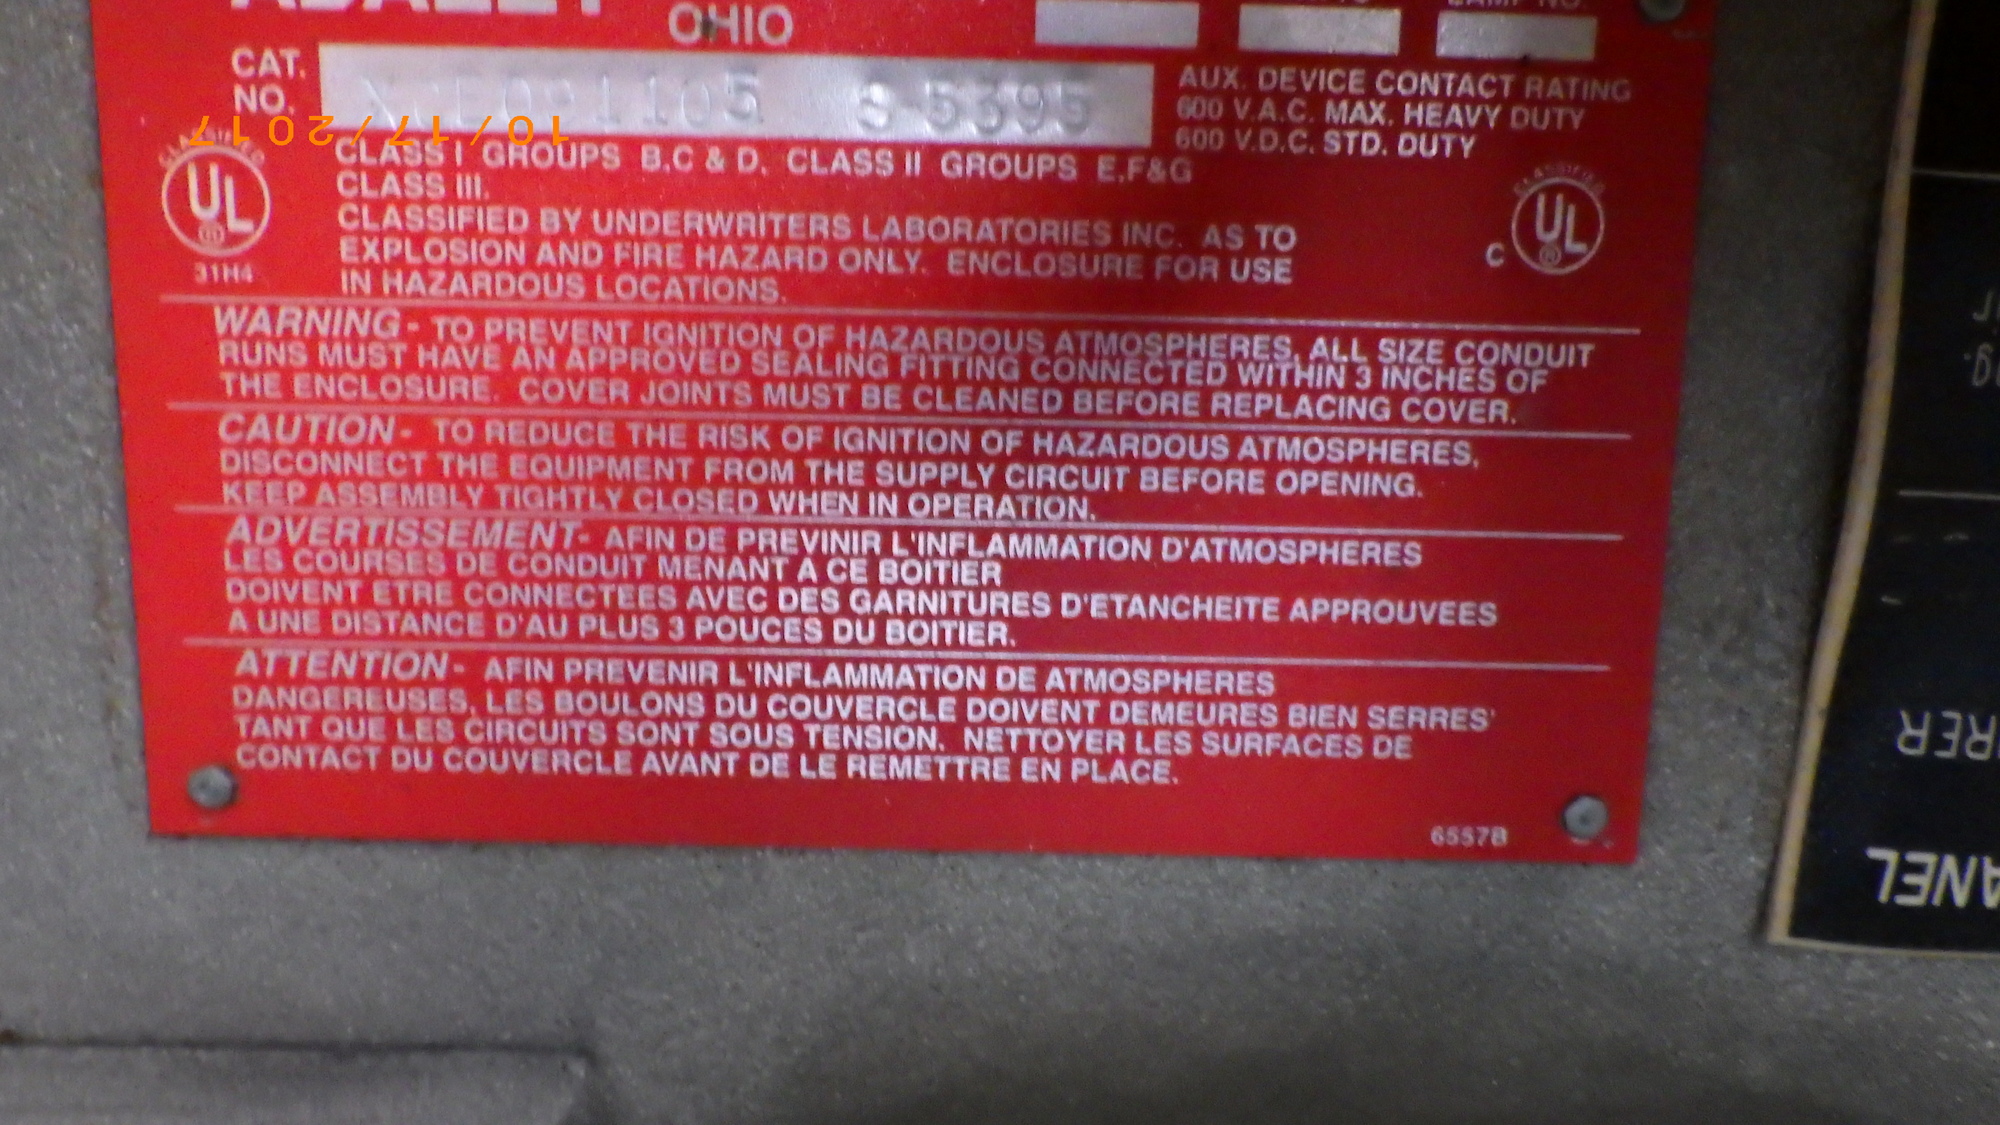 OHIO
CAT.
NO.
1105 S-5395
AUX. DEVICE CONTACT RATING
600 V.A.C. MAX. HEAVY DUTY
600 V.D.C. STD. DUTY
10/17/2017
CLASSIFIED
UL
31H4
CLASS I GROUPS B.C & D. CLASS II GROUPS E.F&G
CLASS III.
CLASSIFIED BY UNDERWRITERS LABORATORIES INC. AS TO
EXPLOSION AND FIRE HAZARD ONLY. ENCLOSURE FOR USE
IN HAZARDOUS LOCATIONS.
CLASSIFIED
C UL
WARNING- TO PREVENT IGNITION OF HAZARDOUS ATMOSPHERES, ALL SIZE CONDUIT
RUNS MUST HAVE AN APPROVED SEALING FITTING CONNECTED WITHIN 3 INCHES OF
THE ENCLOSURE. COVER JOINTS MUST BE CLEANED BEFORE REPLACING COVER.
CAUTION- TO REDUCE THE RISK OF IGNITION OF HAZARDOUS ATMOSPHERES,
DISCONNECT THE EQUIPMENT FROM THE SUPPLY CIRCUIT BEFORE OPENING.
KEEP ASSEMBLY TIGHTLY CLOSED WHEN IN OPERATION.
ADVERTISSEMENT- AFIN DE PREVINIR L'INFLAMMATION D'ATMOSPHERES
LES COURSES DE CONDUIT MENANT A CE BOITIER
DOIVENT ETRE CONNECTEES AVEC DES GARNITURES D'ETANCHEITE APPROUVEES
A UNE DISTANCE D'AU PLUS 3 POUCES DU BOITIER.
ATTENTION- AFIN PREVENIR L'INFLAMMATION DE ATMOSPHERES
DANGEREUSES, LES BOULONS DU COUVERCLE DOIVENT DEMEURES BIEN SERRES'
TANT QUE LES CIRCUITS SONT SOUS TENSION. NETTOYER LES SURFACES DE
CONTACT DU COUVERCLE AVANT DE LE REMETTRE EN PLACE.
6557B
ANEL
RER